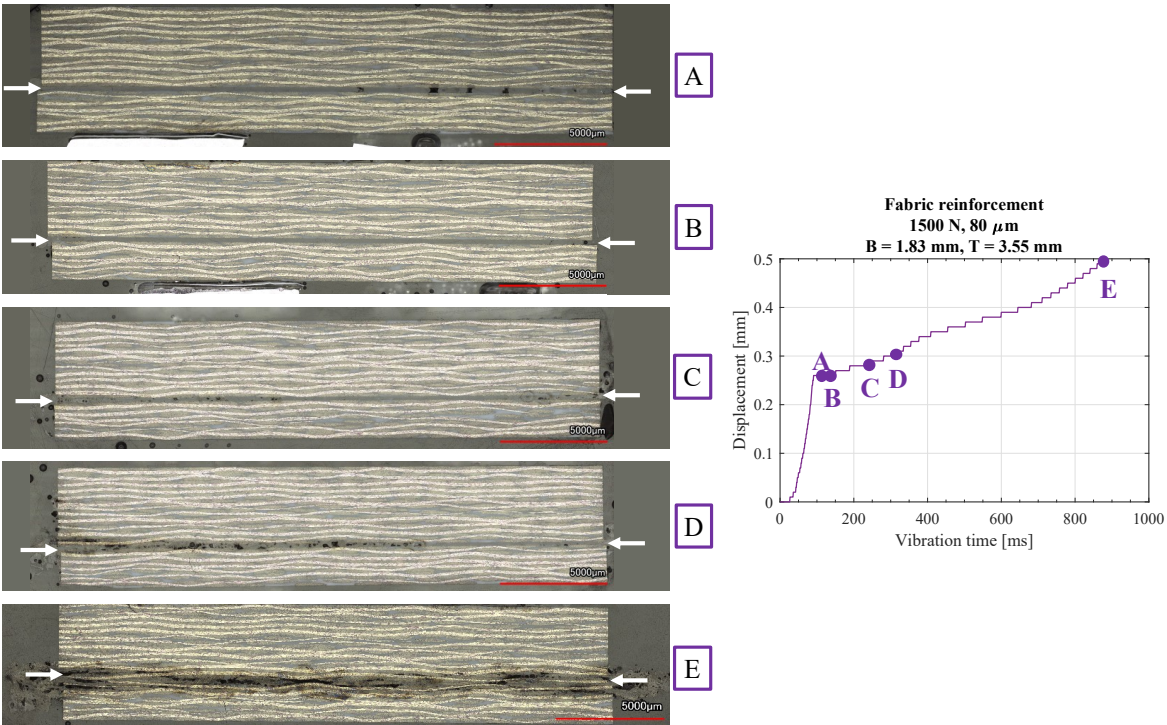 A
5000μm
B
5000μm
C
5000μm
D
5000μm
E
5000μm
Fabric reinforcement
1500 N, 80 μm
B = 1.83 mm, T = 3.55 mm
Displacement [mm]
0.5
0.4
0.3
0.2
0.1
0
A
B
C
D
E
0 200 400 600 800 1000
Vibration time [ms]